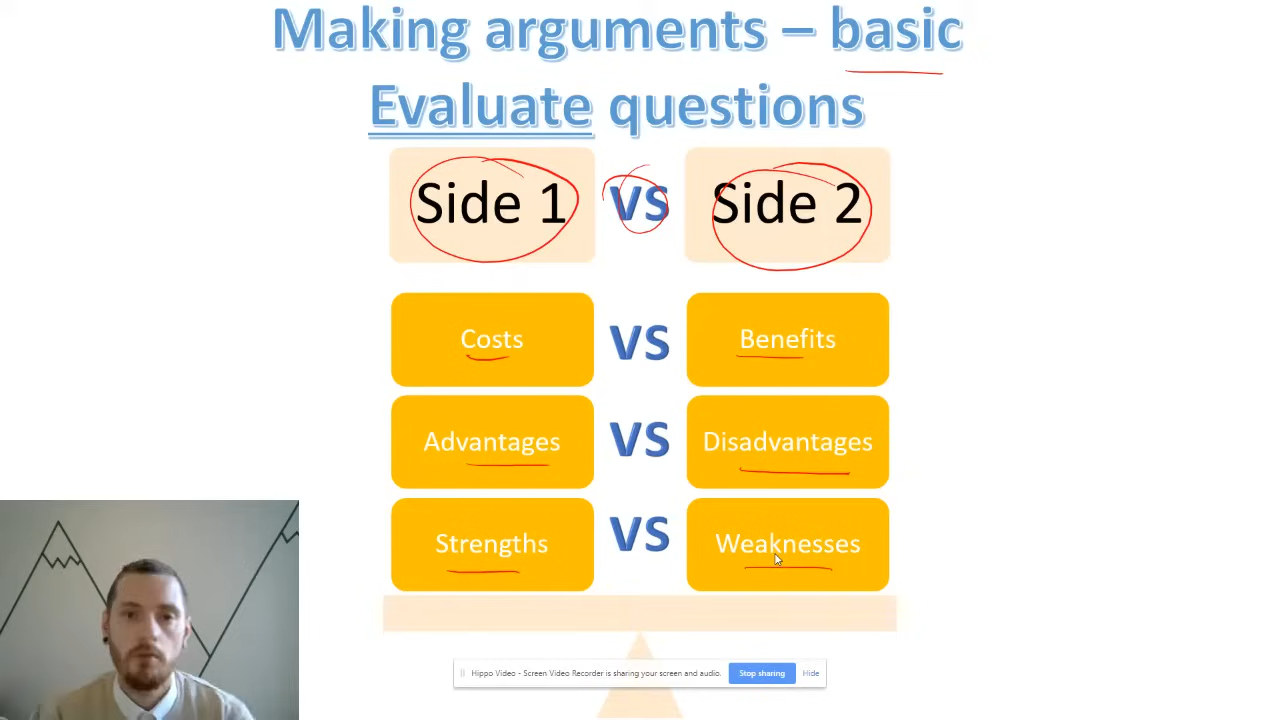 Making arguments – basic
Evaluate questions
Side 1 VS Side 2
Costs VS Benefits
Advantages VS Disadvantages
Strengths VS Weaknesses
Hippo Video - Screen Video Recorder is sharing your screen and audio. Stop sharing Hide